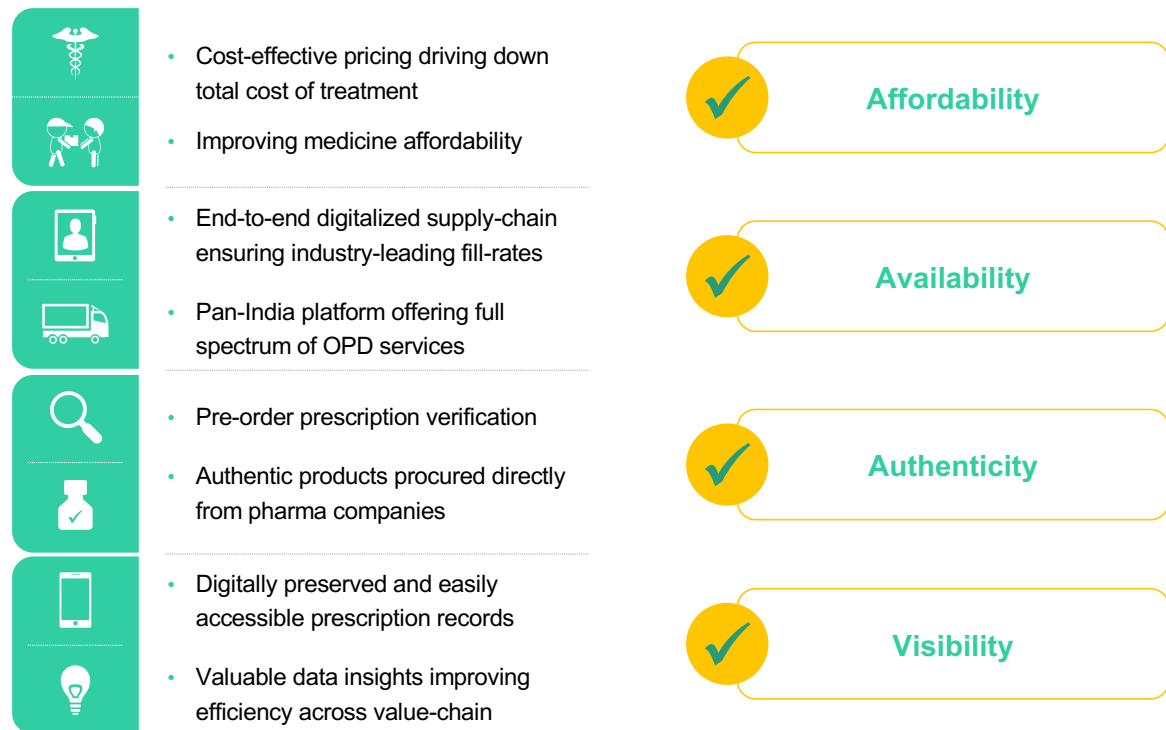 • Cost-effective pricing driving down
total cost of treatment
• Improving medicine affordability
Affordability
• End-to-end digitalized supply-chain
ensuring industry-leading fill-rates
• Pan-India platform offering full
spectrum of OPD services
Availability
• Pre-order prescription verification
• Authentic products procured directly
from pharma companies
Authenticity
• Digitally preserved and easily
accessible prescription records
• Valuable data insights improving
efficiency across value-chain
Visibility